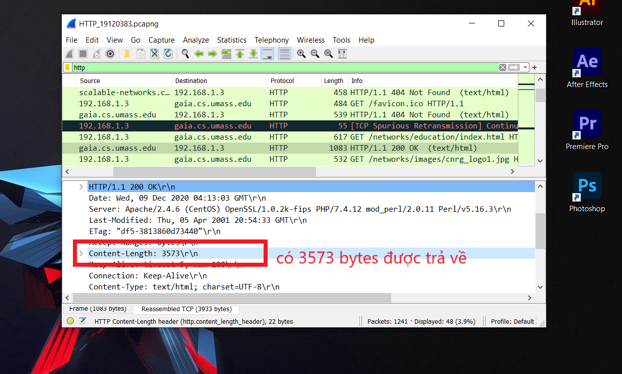 HTTP_19120383.pcapng
File Edit View Go Capture Analyze Statistics Telephony Wireless Tools Help
http
Source Destination Protocol Length Info
scalable-networks.c… 192.168.1.3 HTTP 458 HTTP/1.1 404 Not Found (text/html)
192.168.1.3 gaia.cs.umass.edu HTTP 484 GET /favicon.ico HTTP/1.1
gaia.cs.umass.edu 192.168.1.3 HTTP 539 HTTP/1.1 404 Not Found (text/html)
192.168.1.3 gaia.cs.umass.edu HTTP 55 [TCP Spurious Retransmission] Continu
192.168.1.3 gaia.cs.umass.edu HTTP 617 GET /networks/education/index.html HT
gaia.cs.umass.edu 192.168.1.3 HTTP 1083 HTTP/1.1 200 OK (text/html)
192.168.1.3 gaia.cs.umass.edu HTTP 532 GET /networks/images/cnrg_logo1.jpg H
HTTP/1.1 200 OK\r\n
Date: Wed, 09 Dec 2020 04:13:03 GMT\r\n
Server: Apache/2.4.6 (CentOS) OpenSSL/1.0.2k-fips PHP/7.4.12 mod_perl/2.0.11 Perl/v5.16.3\r\n
Last-Modified: Thu, 05 Apr 2001 20:54:33 GMT\r\n
ETag: "df5-3813860d73440"\r\n
Content-Length: 3573\r\n
có 3573 bytes được trả về
Connection: Keep-Alive\r\n
Content-Type: text/html; charset=UTF-8\r\n
Frame (1083 bytes) Reassembled TCP (3933 bytes)
HTTP Content-Length header (http.content_length_header), 22 bytes Packets: 1241 · Displayed: 48 (3.9%) Profile: Default
Ai
Illustrator
Ae
After Effects
Pr
Premiere Pro
Ps
Photoshop